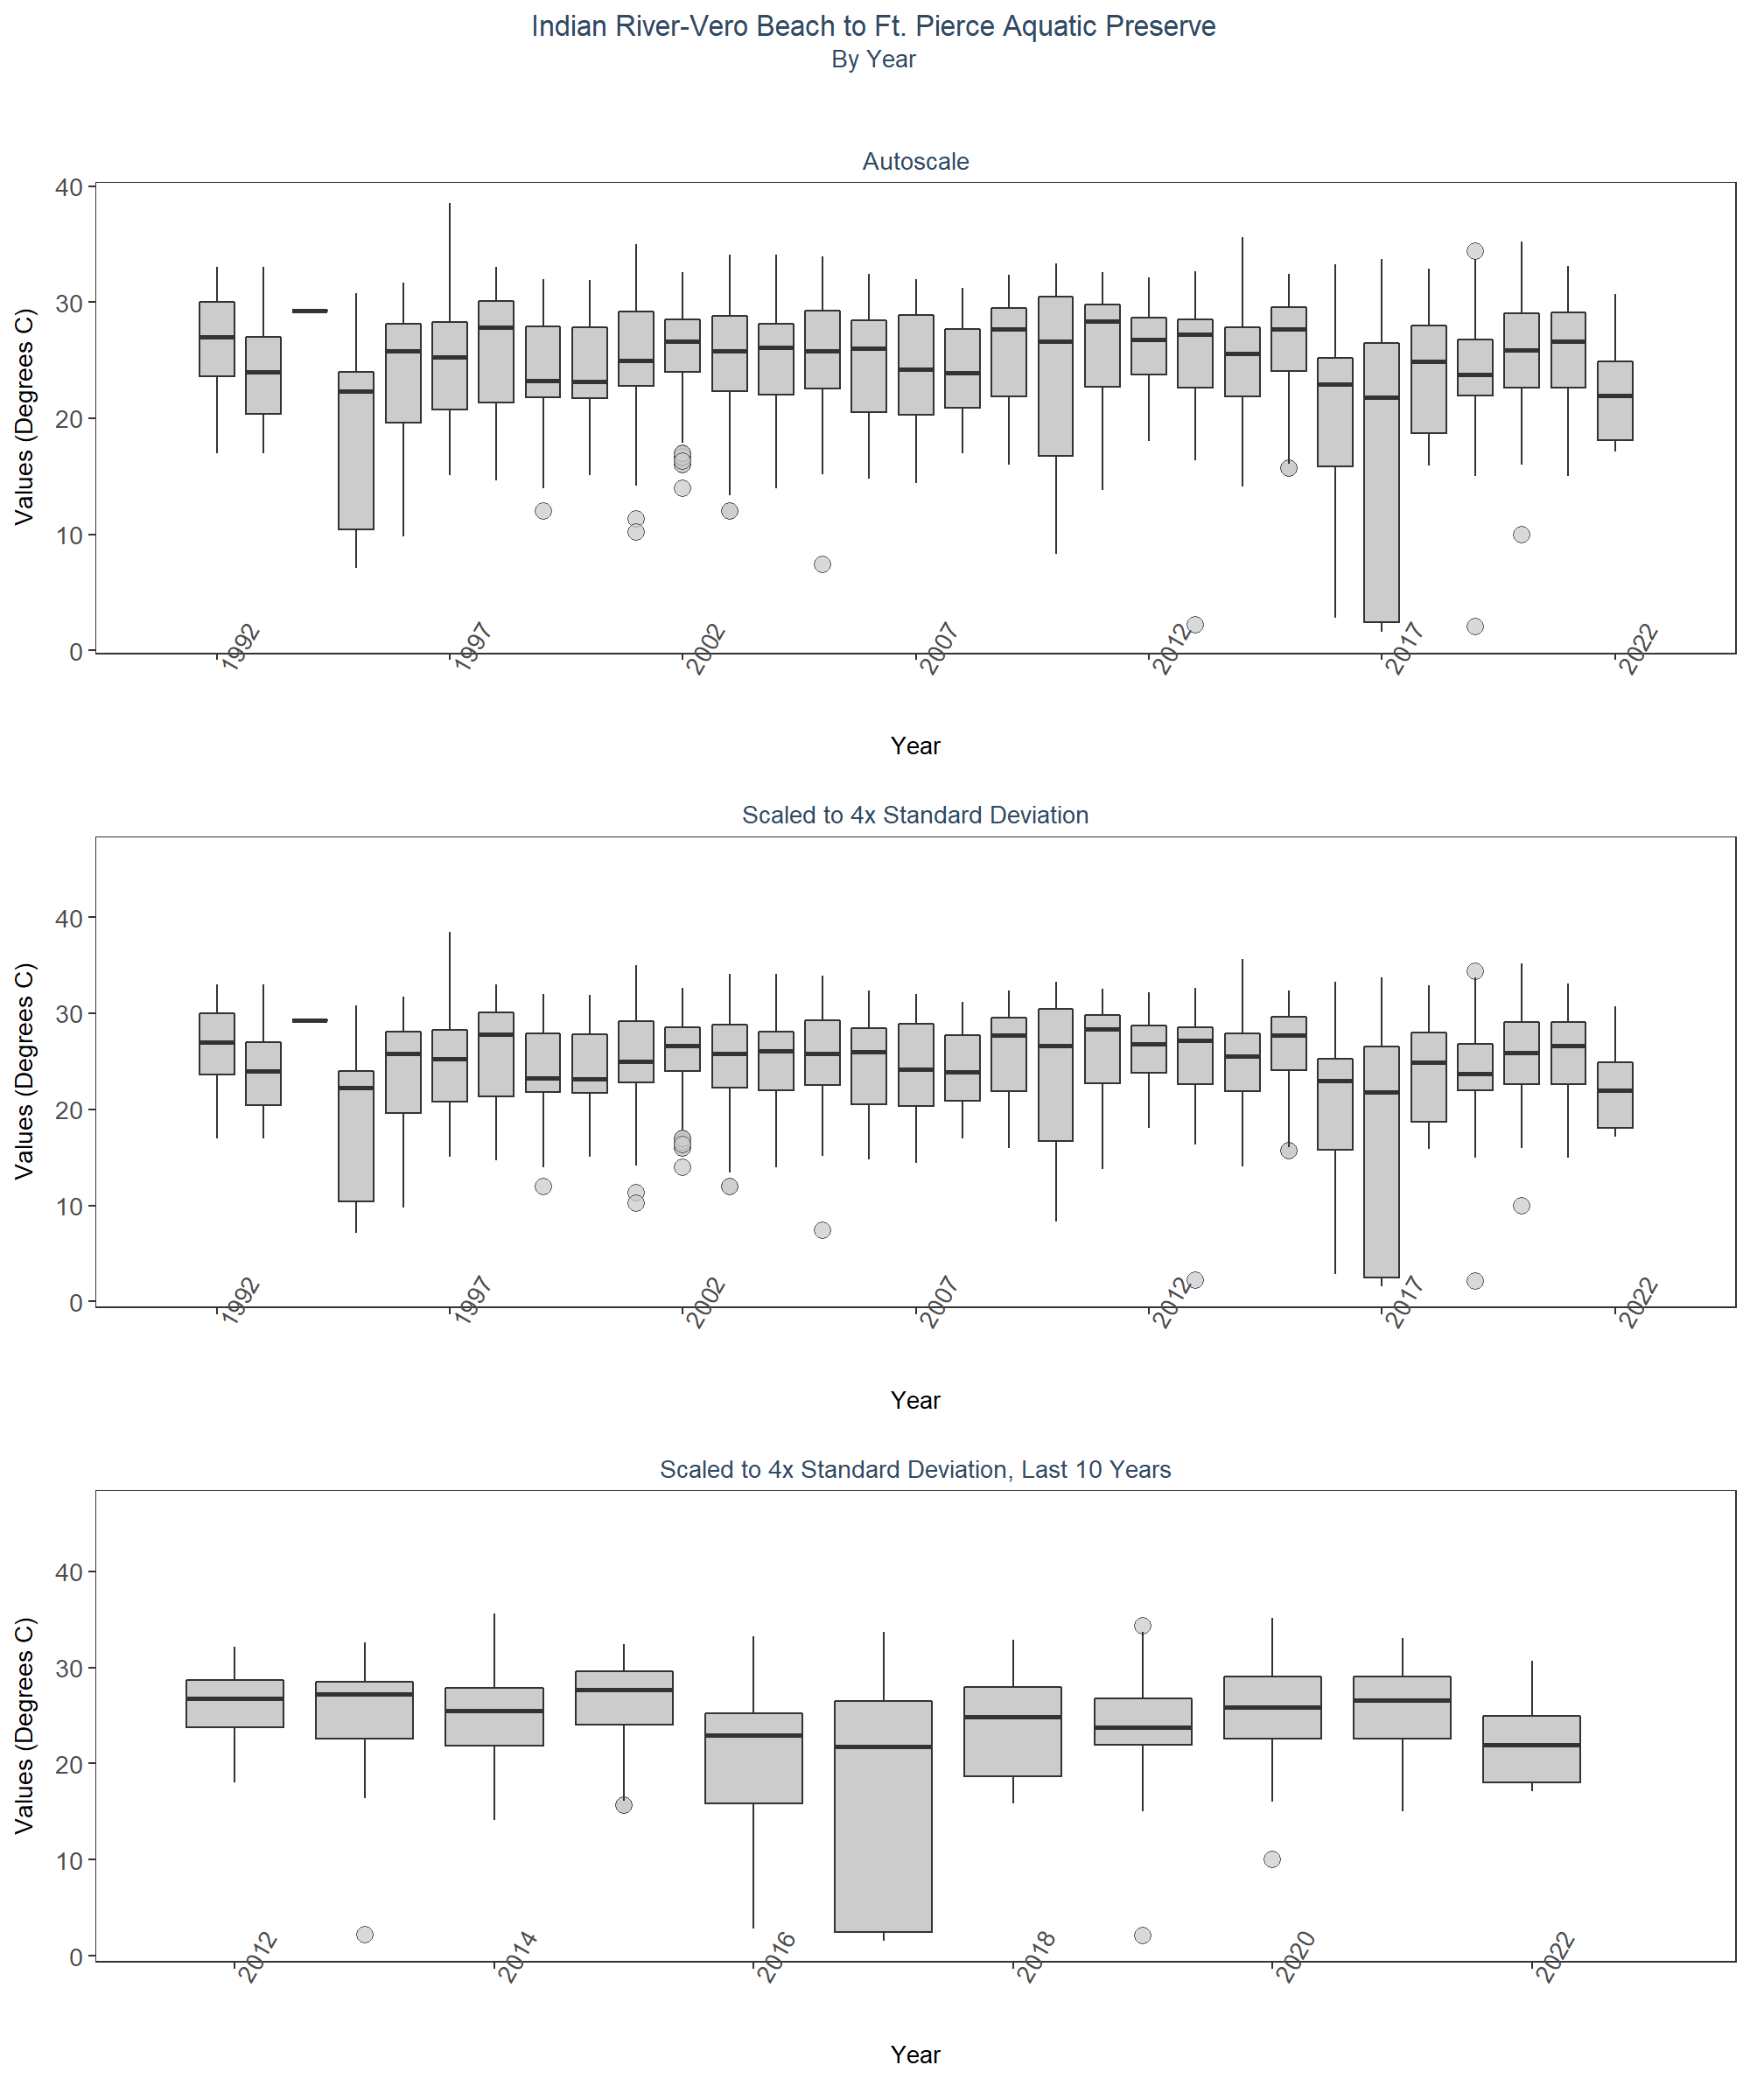 Indian River-Vero Beach to Ft. Pierce Aquatic Preserve
By Year
Autoscale
40
30
20
10
0
Values (Degrees C)
1992 1997 2002 2007 2012 2017 2022
Year
Scaled to 4x Standard Deviation
40
30
20
10
0
Values (Degrees C)
1992 1997 2002 2007 2012 2017 2022
Year
Scaled to 4x Standard Deviation, Last 10 Years
40
30
20
10
0
Values (Degrees C)
2012 2014 2016 2018 2020 2022
Year